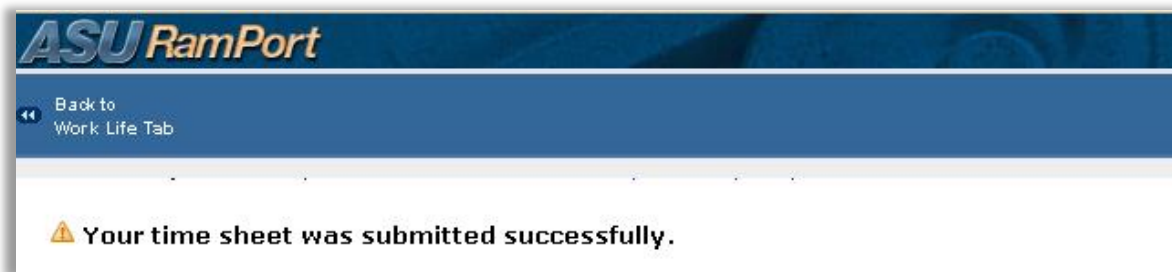 ASU RamPort
Back to
Work Life Tab
Your time sheet was submitted successfully.